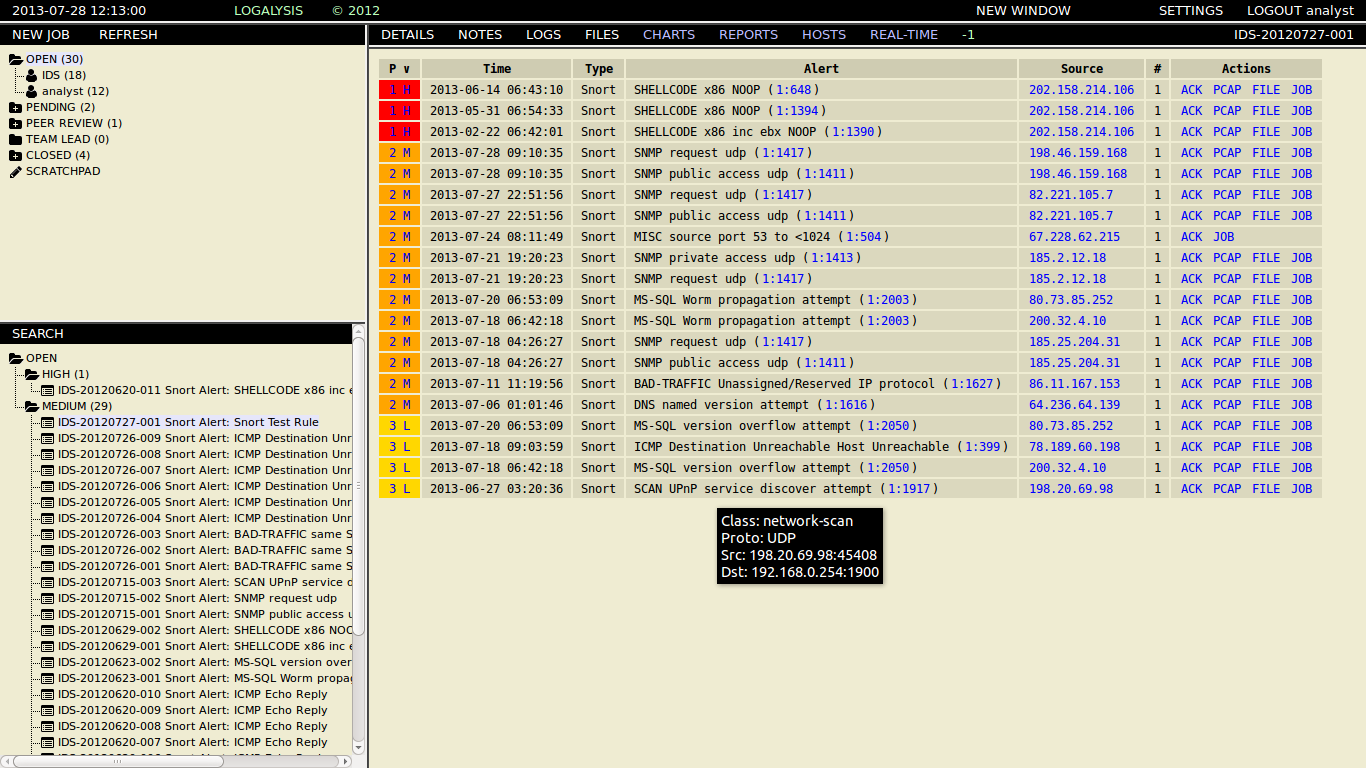 2013-07-28 12:13:00 LOGALYSIS © 2012 NEW WINDOW SETTINGS LOGOUT analyst
NEW JOB REFRESH
OPEN (30)
IDS (18)
analyst (12)
PENDING (2)
PEER REVIEW (1)
TEAM LEAD (0)
CLOSED (4)
SCRATCHPAD
SEARCH
OPEN
HIGH (1)
IDS-20120620-011 Snort Alert: SHELLCODE x86 inc e
MEDIUM (29)
IDS-20120727-001 Snort Alert: Snort Test Rule
IDS-20120726-009 Snort Alert: ICMP Destination Unr
IDS-20120726-008 Snort Alert: ICMP Destination Unr
IDS-20120726-007 Snort Alert: ICMP Destination Unr
IDS-20120726-006 Snort Alert: ICMP Destination Unr
IDS-20120726-005 Snort Alert: ICMP Destination Unr
IDS-20120726-004 Snort Alert: ICMP Destination Unr
IDS-20120726-003 Snort Alert: BAD-TRAFFIC same S
IDS-20120726-002 Snort Alert: BAD-TRAFFIC same S
IDS-20120726-001 Snort Alert: BAD-TRAFFIC same S
IDS-20120715-003 Snort Alert: SCAN UPnP service d
IDS-20120715-002 Snort Alert: SNMP request udp
IDS-20120715-001 Snort Alert: SNMP public access u
IDS-20120629-002 Snort Alert: SHELLCODE x86 NOO
IDS-20120629-001 Snort Alert: SHELLCODE x86 inc e
IDS-20120623-002 Snort Alert: MS-SQL version over
IDS-20120623-001 Snort Alert: MS-SQL Worm propag
IDS-20120620-010 Snort Alert: ICMP Echo Reply
IDS-20120620-009 Snort Alert: ICMP Echo Reply
IDS-20120620-008 Snort Alert: ICMP Echo Reply
IDS-20120620-007 Snort Alert: ICMP Echo Reply
DETAILS NOTES LOGS FILES CHARTS REPORTS HOSTS REAL-TIME -1 IDS-20120727-001
P ∨ Time Type Alert Source # Actions
1 H 2013-06-14 06:43:10 Snort SHELLCODE x86 NOOP (1:648) 202.158.214.106 1 ACK PCAP FILE JOB
1 H 2013-05-31 06:54:33 Snort SHELLCODE x86 NOOP (1:1394) 202.158.214.106 1 ACK PCAP FILE JOB
1 H 2013-02-22 06:42:01 Snort SHELLCODE x86 inc ebx NOOP (1:1390) 202.158.214.106 1 ACK PCAP FILE JOB
2 M 2013-07-28 09:10:35 Snort SNMP request udp (1:1417) 198.46.159.168 1 ACK PCAP FILE JOB
2 M 2013-07-28 09:10:35 Snort SNMP public access udp (1:1411) 198.46.159.168 1 ACK PCAP FILE JOB
2 M 2013-07-27 22:51:56 Snort SNMP request udp (1:1417) 82.221.105.7 1 ACK PCAP FILE JOB
2 M 2013-07-27 22:51:56 Snort SNMP public access udp (1:1411) 82.221.105.7 1 ACK PCAP FILE JOB
2 M 2013-07-24 08:11:49 Snort MISC source port 53 to <1024 (1:504) 67.228.62.215 1 ACK JOB
2 M 2013-07-21 19:20:23 Snort SNMP private access udp (1:1413) 185.2.12.18 1 ACK PCAP FILE JOB
2 M 2013-07-21 19:20:23 Snort SNMP request udp (1:1417) 185.2.12.18 1 ACK PCAP FILE JOB
2 M 2013-07-20 06:53:09 Snort MS-SQL Worm propagation attempt (1:2003) 80.73.85.252 1 ACK PCAP FILE JOB
2 M 2013-07-18 06:42:18 Snort MS-SQL Worm propagation attempt (1:2003) 200.32.4.10 1 ACK PCAP FILE JOB
2 M 2013-07-18 04:26:27 Snort SNMP request udp (1:1417) 185.25.204.31 1 ACK PCAP FILE JOB
2 M 2013-07-18 04:26:27 Snort SNMP public access udp (1:1411) 185.25.204.31 1 ACK PCAP FILE JOB
2 M 2013-07-11 11:19:56 Snort BAD-TRAFFIC Unassigned/Reserved IP protocol (1:1627) 86.11.167.153 1 ACK PCAP FILE JOB
2 M 2013-07-06 01:01:46 Snort DNS named version attempt (1:1616) 64.236.64.139 1 ACK PCAP FILE JOB
3 L 2013-07-20 06:53:09 Snort MS-SQL version overflow attempt (1:2050) 80.73.85.252 1 ACK PCAP FILE JOB
3 L 2013-07-18 09:03:59 Snort ICMP Destination Unreachable Host Unreachable (1:399) 78.189.60.198 1 ACK PCAP FILE JOB
3 L 2013-07-18 06:42:18 Snort MS-SQL version overflow attempt (1:2050) 200.32.4.10 1 ACK PCAP FILE JOB
3 L 2013-06-27 03:20:36 Snort SCAN UPnP service discover attempt (1:1917) 198.20.69.98 1 ACK PCAP FILE JOB
Class: network-scan
Proto: UDP
Src: 198.20.69.98:45408
Dst: 192.168.0.254:1900